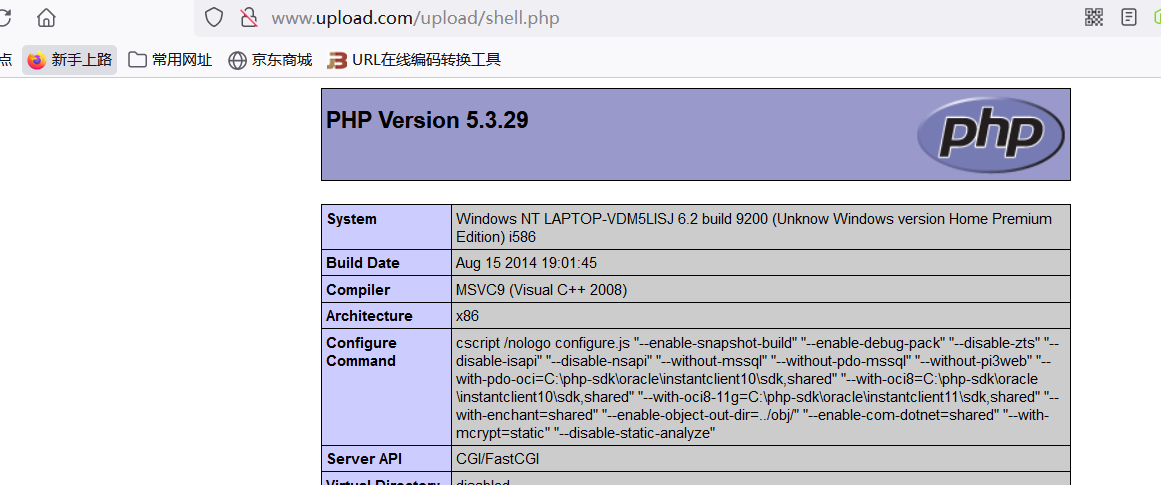 www.upload.com/upload/shell.php
点 新手上路 常用网址 京东商城 URL在线编码转换工具
PHP Version 5.3.29
php
System Windows NT LAPTOP-VDM5LISJ 6.2 build 9200 (Unknow Windows version Home Premium
Edition) i586
Build Date Aug 15 2014 19:01:45
Compiler MSVC9 (Visual C++ 2008)
Architecture x86
Configure Command cscript /nologo configure.js "--enable-snapshot-build" "--enable-debug-pack" "--disable-zts" "--
disable-isapi" "--disable-nsapi" "--without-mssql" "--without-pdo-mssql" "--without-pi3web" "--
with-pdo-oci=C:\php-sdk\oracle\instantclient10\sdk,shared" "--with-oci8=C:\php-sdk\oracle
\instantclient10\sdk,shared" "--with-oci8-11g=C:\php-sdk\oracle\instantclient11\sdk,shared" "--
with-enchant=shared" "--enable-object-out-dir=../obj/" "--enable-com-dotnet=shared" "--with-
mcrypt=static" "--disable-static-analyze"
Server API CGI/FastCGI
Virtual Directory disabled